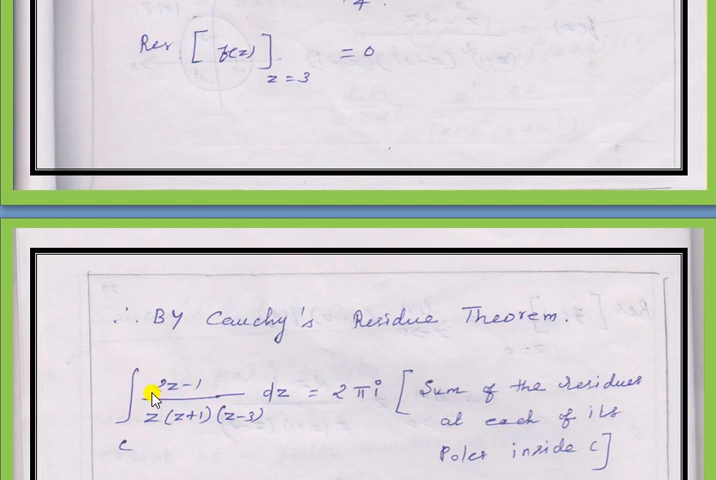 Res [ f(z) ] z = 3 = 0
∴ BY Cauchy's Residue Theorem.
∫ C 2z-1 / z(z+1)(z-3) dz = 2πi [ Sum of the residues
at each of its
Poles inside C ]